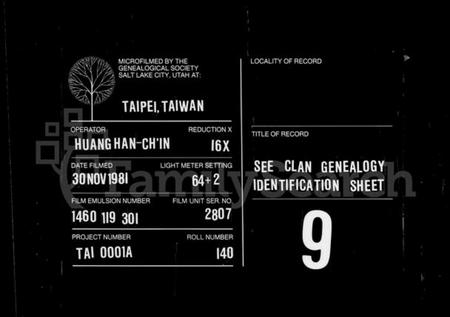 MICROFILMED BY THE
GENEALOGICAL SOCIETY
SALT LAKE CITY, UTAH AT:
TAIPEI, TAIWAN
OPERATOR
REDUCTION X
HUANG HAN-CH'IN
16X
DATE FILMED
LIGHT METER SETTING
30 NOV 1981
64+2
FILM EMULSION NUMBER
FILM UNIT SER. NO.
1460 119 301
2807
PROJECT NUMBER
ROLL NUMBER
TAI 0001A
140
LOCALITY OF RECORD
TITLE OF RECORD
SEE CLAN GENEALOGY
IDENTIFICATION SHEET
9
FamilySearch